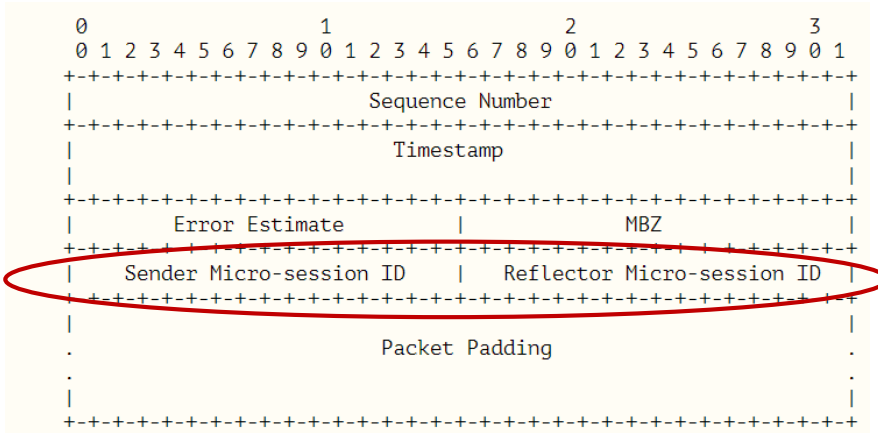 0                   1                   2                   3
 0 1 2 3 4 5 6 7 8 9 0 1 2 3 4 5 6 7 8 9 0 1 2 3 4 5 6 7 8 9 0 1
+-+-+-+-+-+-+-+-+-+-+-+-+-+-+-+-+-+-+-+-+-+-+-+-+-+-+-+-+-+-+-+-+
|                        Sequence Number                        |
+-+-+-+-+-+-+-+-+-+-+-+-+-+-+-+-+-+-+-+-+-+-+-+-+-+-+-+-+-+-+-+-+
|                          Timestamp                            |
|                                                               |
+-+-+-+-+-+-+-+-+-+-+-+-+-+-+-+-+-+-+-+-+-+-+-+-+-+-+-+-+-+-+-+-+
|        Error Estimate         |             MBZ               |
+-+-+-+-+-+-+-+-+-+-+-+-+-+-+-+-+-+-+-+-+-+-+-+-+-+-+-+-+-+-+-+-+
|    Sender Micro-session ID    |   Reflector Micro-session ID  |
+-+-+-+-+-+-+-+-+-+-+-+-+-+-+-+-+-+-+-+-+-+-+-+-+-+-+-+-+-+-+-+-+
|                                                               |
.                         Packet Padding                        .
.                                                               .
|                                                               |
+-+-+-+-+-+-+-+-+-+-+-+-+-+-+-+-+-+-+-+-+-+-+-+-+-+-+-+-+-+-+-+-+